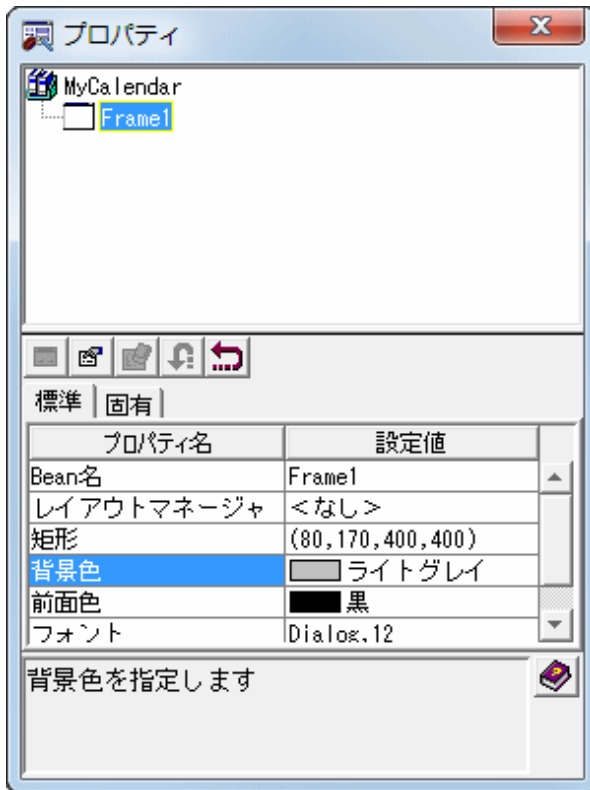 プロパティ
MyCalendar
Frame1
標準 固有
プロパティ名 設定値
Bean名 Frame1
レイアウトマネージャ <なし>
矩形 (80,170,400,400)
背景色 ライトグレイ
前面色 黒
フォント Dialog,12
背景色を指定します